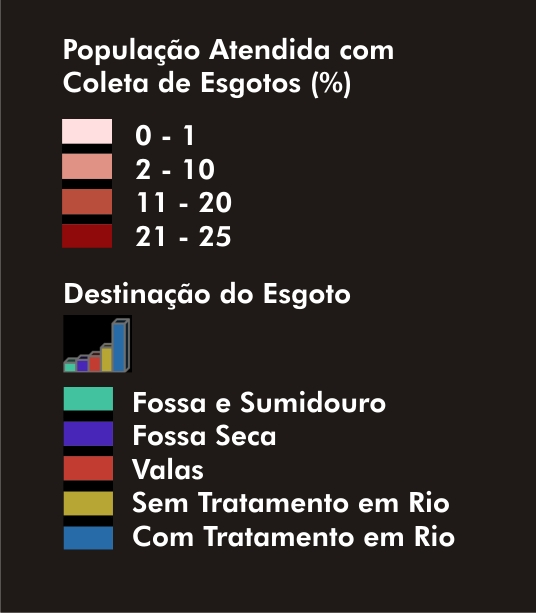 População Atendida com
Coleta de Esgotos (%)
0 - 1
2 - 10
11 - 20
21 - 25
Destinação do Esgoto
Fossa e Sumidouro
Fossa Seca
Valas
Sem Tratamento em Rio
Com Tratamento em Rio